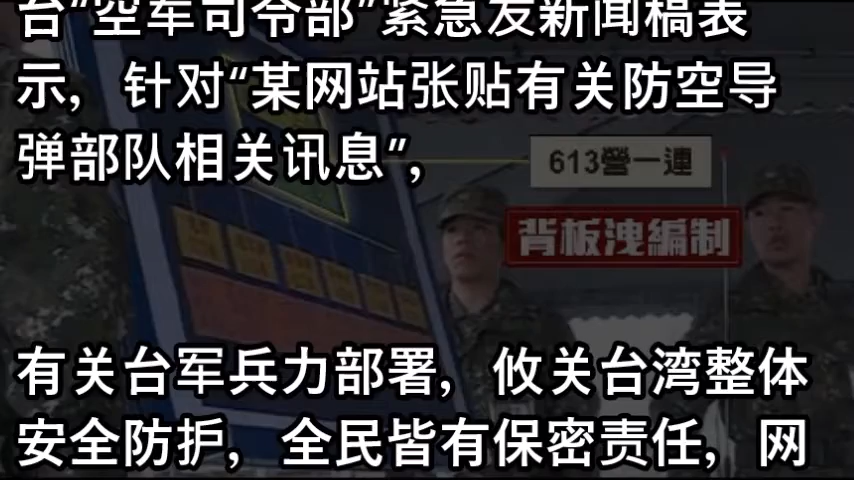 台“空军司令部”紧急发新闻稿表
示，针对“某网站张贴有关防空导
弹部队相关讯息”，
613營一連
背板洩編制
有关台军兵力部署，攸关台湾整体
安全防护，全民皆有保密责任，网